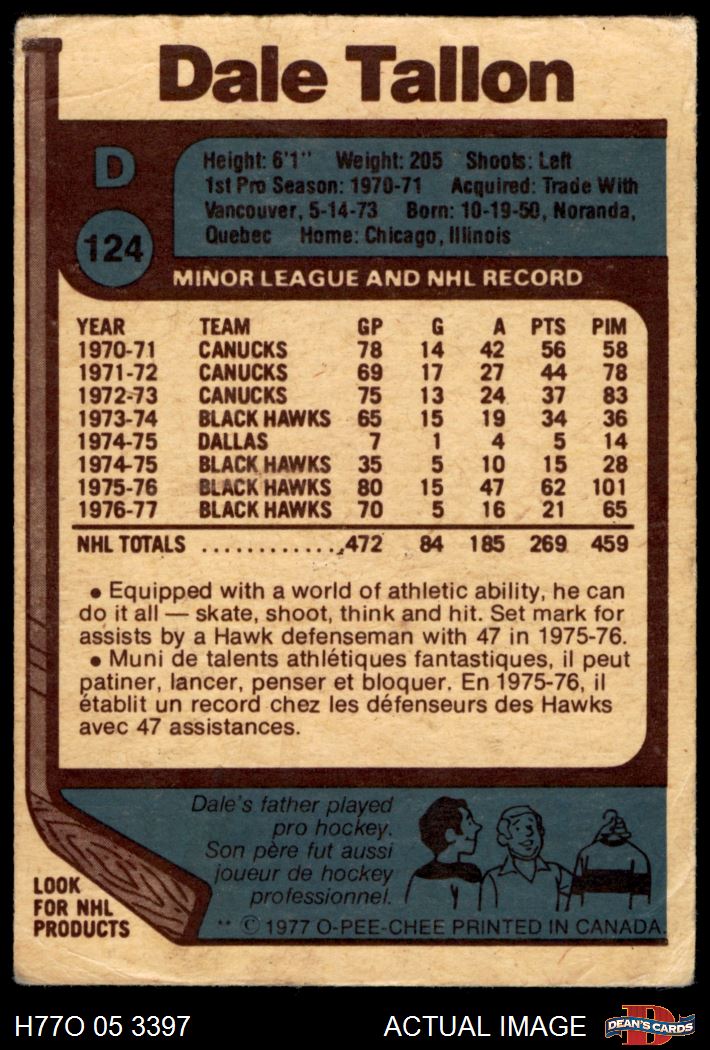 Dale Tallon
D
124
Height: 6'1" Weight: 205 Shoots: Left
1st Pro Season: 1970-71 Acquired: Trade With
Vancouver, 5-14-73 Born: 10-19-50, Noranda,
Quebec Home: Chicago, Illinois
MINOR LEAGUE AND NHL RECORD
YEAR TEAM GP G A PTS PIM
1970-71 CANUCKS 78 14 42 56 58
1971-72 CANUCKS 69 17 27 44 78
1972-73 CANUCKS 75 13 24 37 83
1973-74 BLACK HAWKS 65 15 19 34 36
1974-75 DALLAS 7 1 4 5 14
1974-75 BLACK HAWKS 35 5 10 15 28
1975-76 BLACK HAWKS 80 15 47 62 101
1976-77 BLACK HAWKS 70 5 16 21 65
NHL TOTALS .............472 84 185 269 459
• Equipped with a world of athletic ability, he can
do it all — skate, shoot, think and hit. Set mark for
assists by a Hawk defenseman with 47 in 1975-76.
• Muni de talents athlétiques fantastiques, il peut
patiner, lancer, penser et bloquer. En 1975-76, il
établit un record chez les défenseurs des Hawks
avec 47 assistances.
Dale's father played
pro hockey.
Son père fut aussi
joueur de hockey
professionnel.
LOOK
FOR NHL
PRODUCTS
** © 1977 O-PEE-CHEE PRINTED IN CANADA.
H77O 05 3397 ACTUAL IMAGE
D
DEAN'S CARDS